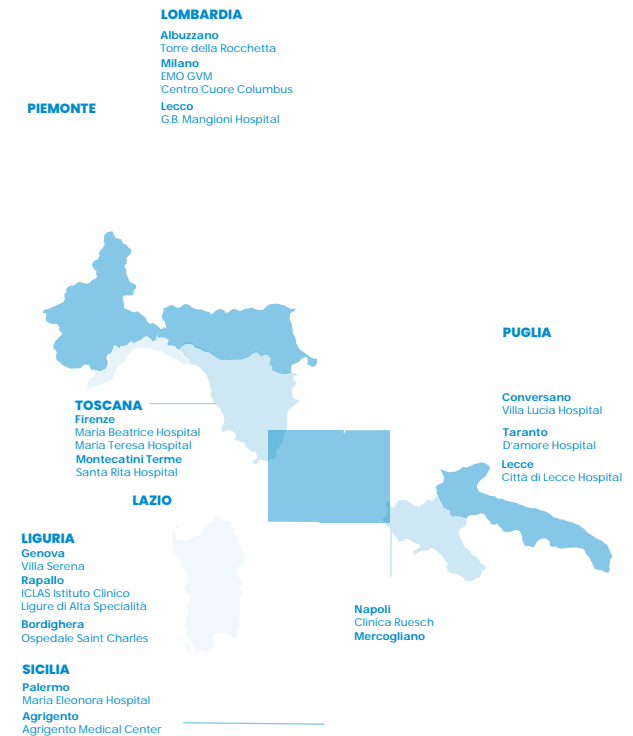 LOMBARDIA
Albuzzano
Torre della Rocchetta
Milano
EMO GVM
Centro Cuore Columbus
Lecco
G.B. Mangioni Hospital
PIEMONTE
PUGLIA
Conversano
Villa Lucia Hospital
Taranto
D'amore Hospital
Lecce
Città di Lecce Hospital
TOSCANA
Firenze
Maria Beatrice Hospital
Maria Teresa Hospital
Montecatini Terme
Santa Rita Hospital
LAZIO
LIGURIA
Genova
Villa Serena
Rapallo
ICLAS Istituto Clinico
Ligure di Alta Specialità
Bordighera
Ospedale Saint Charles
Napoli
Clinica Ruesch
Mercogliano
SICILIA
Palermo
Maria Eleonora Hospital
Agrigento
Agrigento Medical Center